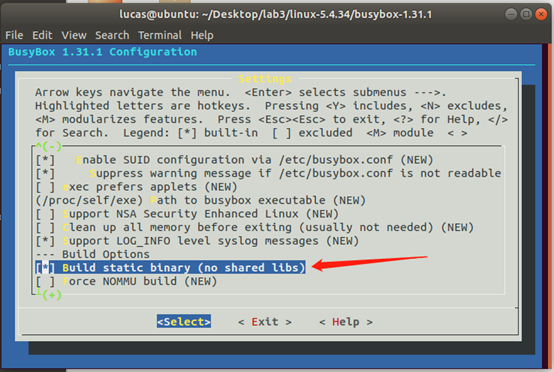 lucas@ubuntu: ~/Desktop/lab3/linux-5.4.34/busybox-1.31.1
File Edit View Search Terminal Help
BusyBox 1.31.1 Configuration
Settings
Arrow keys navigate the menu. <Enter> selects submenus --->.
Highlighted letters are hotkeys. Pressing <Y> includes, <N> excludes,
<M> modularizes features. Press <Esc><Esc> to exit, <?> for Help, </>
for Search. Legend: [*] built-in [ ] excluded <M> module < >
^(-)
[*] Enable SUID configuration via /etc/busybox.conf (NEW)
[*] Suppress warning message if /etc/busybox.conf is not readable
[ ] exec prefers applets (NEW)
(/proc/self/exe) Path to busybox executable (NEW)
[ ] Support NSA Security Enhanced Linux (NEW)
[ ] Clean up all memory before exiting (usually not needed) (NEW)
[*] Support LOG_INFO level syslog messages (NEW)
--- Build Options
[*] Build static binary (no shared libs)
[ ] Force NOMMU build (NEW)
┴(+)
<Select> < Exit > < Help >